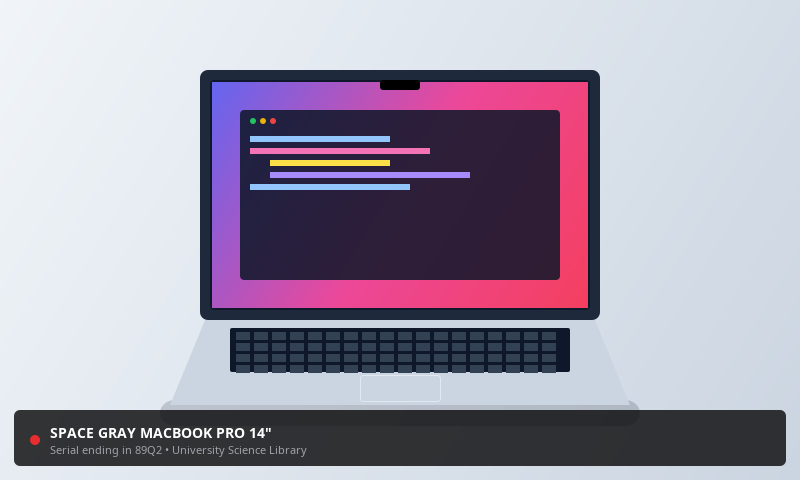 SPACE GRAY MACBOOK PRO 14"
Serial ending in 89Q2 • University Science Library